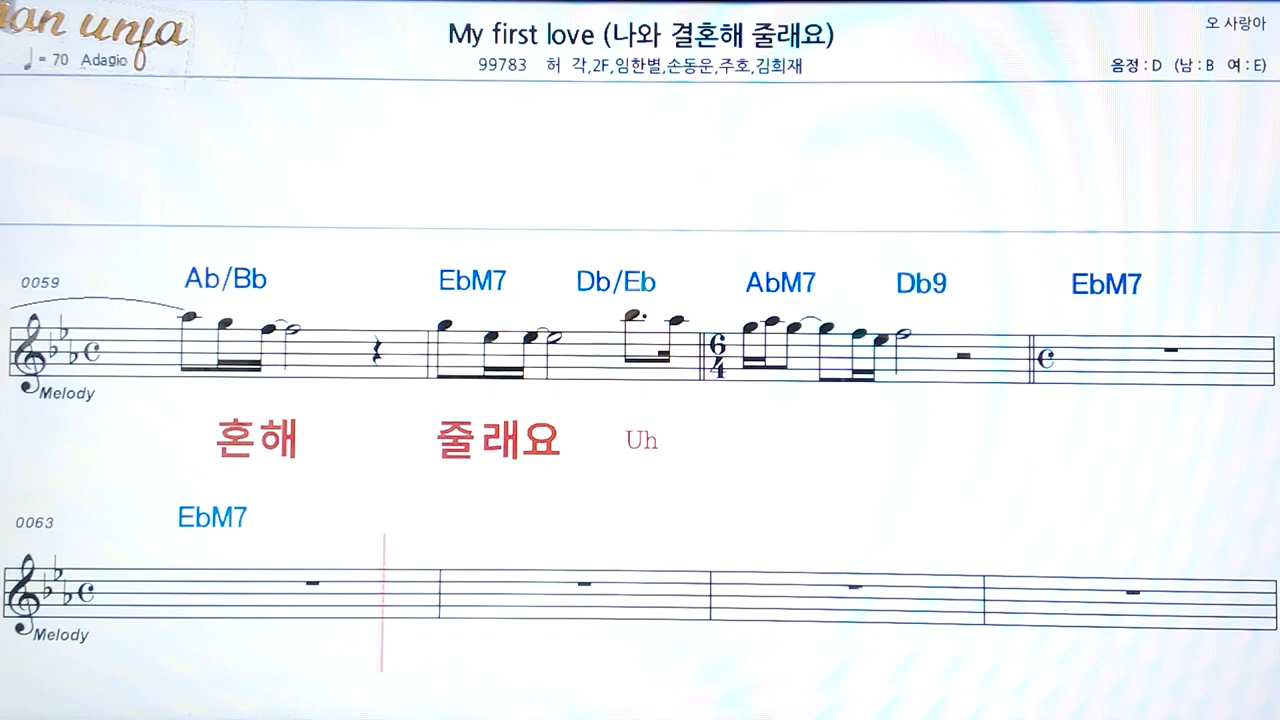 오 사랑아
My first love (나와 결혼해 줄래요)
♩ = 70 Adagio
99783 허 각,2F,임한별,손동운,주호,김희재
음정 : D (남 : B 여 : E)
0059 Ab/Bb EbM7 Db/Eb AbM7 Db9 EbM7
6
4
Melody
혼해 줄래요 Uh
0063 EbM7
Melody